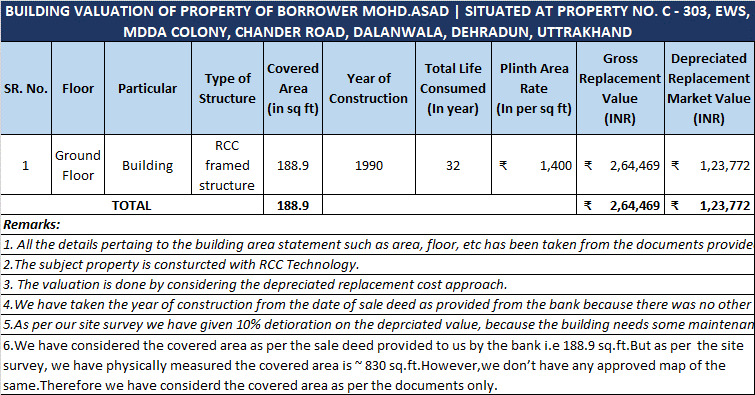 BUILDING VALUATION OF PROPERTY OF BORROWER MOHD.ASAD | SITUATED AT PROPERTY NO. C - 303, EWS,
MDDA COLONY, CHANDER ROAD, DALANWALA, DEHRADUN, UTTRAKHAND
SR. No. Floor Particular Type of Structure Covered Area (in sq ft) Year of Construction Total Life Consumed (In year) Plinth Area Rate (In per sq ft) Gross Replacement Value (INR) Depreciated Replacement Market Value (INR)
1 Ground Floor Building RCC framed structure 188.9 1990 32 ₹ 1,400 ₹ 2,64,469 ₹ 1,23,772
TOTAL 188.9 ₹ 2,64,469 ₹ 1,23,772
Remarks:
1. All the details pertaing to the building area statement such as area, floor, etc has been taken from the documents provide
2.The subject property is consturcted with RCC Technology.
3. The valuation is done by considering the depreciated replacement cost approach.
4.We have taken the year of construction from the date of sale deed as provided from the bank because there was no other
5.As per our site survey we have given 10% detioration on the deprciated value, because the building needs some maintenan
6.We have considered the covered area as per the sale deed provided to us by the bank i.e 188.9 sq.ft.But as per the site
survey, we have physically measured the covered area is ~ 830 sq.ft.However,we don't have any approved map of the
same.Therefore we have considerd the covered area as per the documents only.